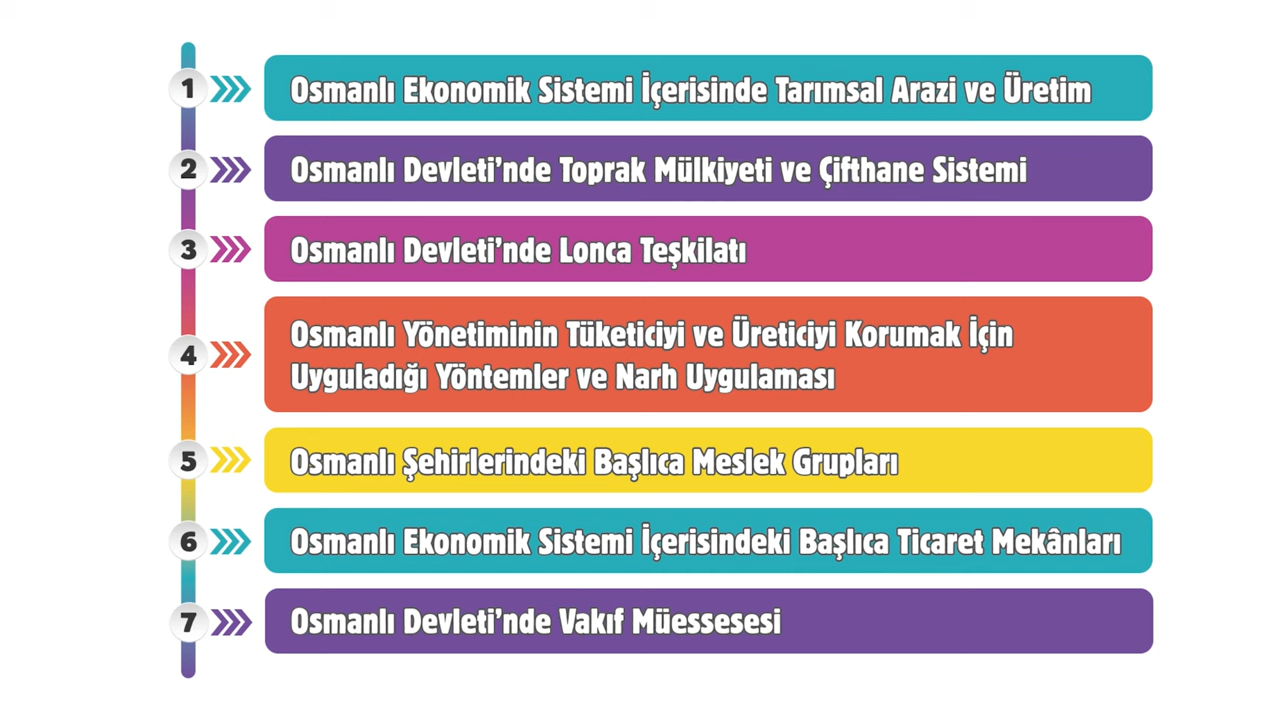 1
Osmanlı Ekonomik Sistemi İçerisinde Tarımsal Arazi ve Üretim
2
Osmanlı Devleti'nde Toprak Mülkiyeti ve Çifthane Sistemi
3
Osmanlı Devleti'nde Lonca Teşkilatı
4
Osmanlı Yönetiminin Tüketiciyi ve Üreticiyi Korumak İçin
Uyguladığı Yöntemler ve Narh Uygulaması
5
Osmanlı Şehirlerindeki Başlıca Meslek Grupları
6
Osmanlı Ekonomik Sistemi İçerisindeki Başlıca Ticaret Mekânları
7
Osmanlı Devleti'nde Vakıf Müessesesi